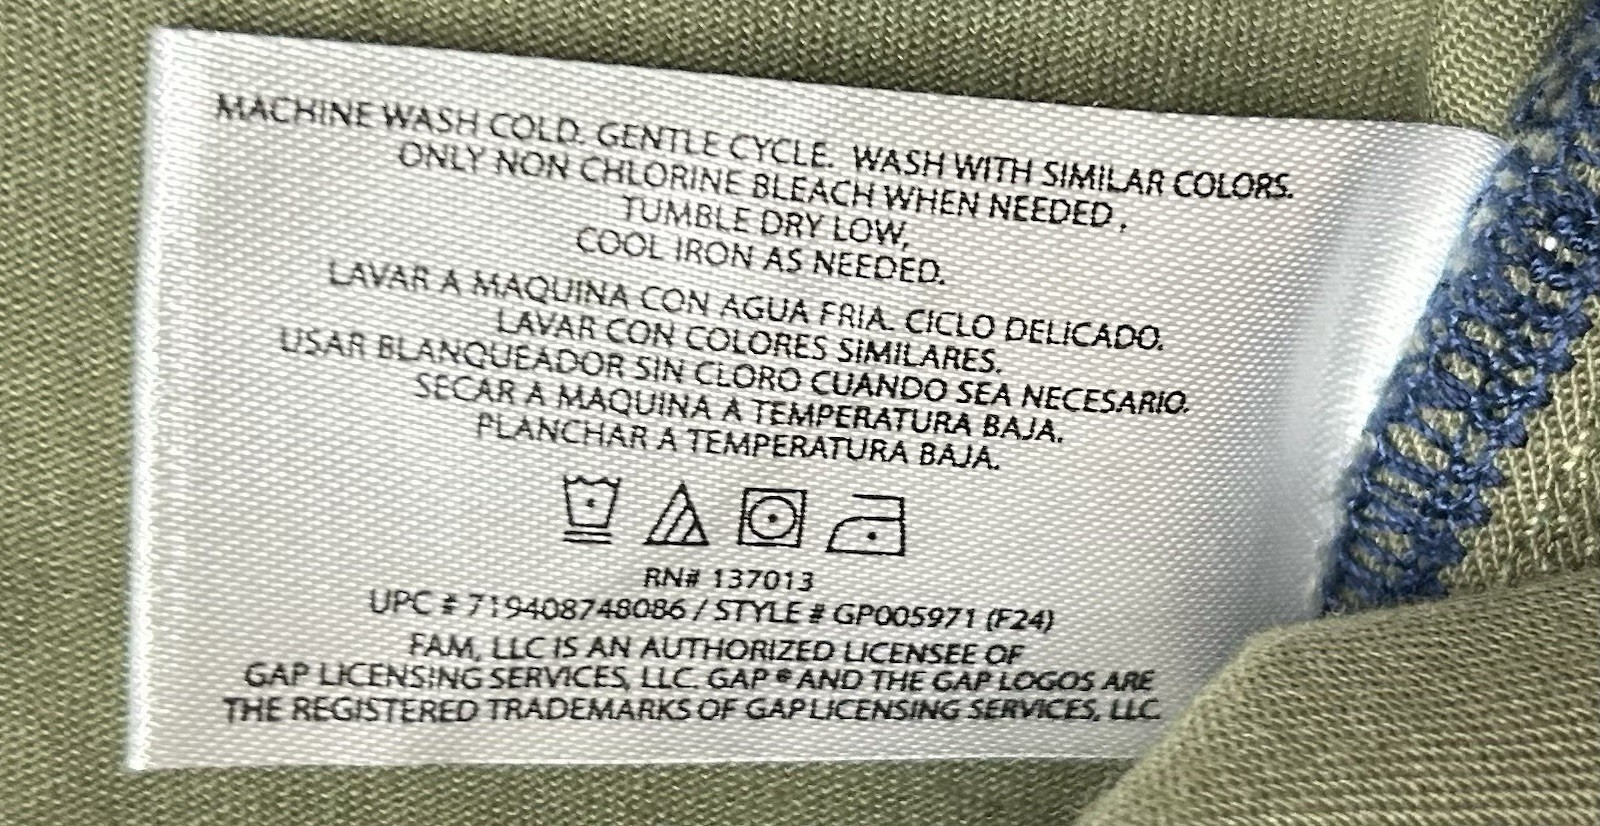 MACHINE WASH COLD. GENTLE CYCLE. WASH WITH SIMILAR COLORS.
ONLY NON CHLORINE BLEACH WHEN NEEDED.
TUMBLE DRY LOW,
COOL IRON AS NEEDED.
LAVAR A MAQUINA CON AGUA FRIA. CICLO DELICADO.
LAVAR CON COLORES SIMILARES.
USAR BLANQUEADOR SIN CLORO CUANDO SEA NECESARIO.
SECAR A MAQUINA A TEMPERATURA BAJA.
PLANCHAR A TEMPERATURA BAJA.
RN# 137013
UPC # 719408748086 / STYLE # GP005971 (F24)
FAM, LLC IS AN AUTHORIZED LICENSEE OF
GAP LICENSING SERVICES, LLC. GAP ® AND THE GAP LOGOS ARE
THE REGISTERED TRADEMARKS OF GAP LICENSING SERVICES, LLC.